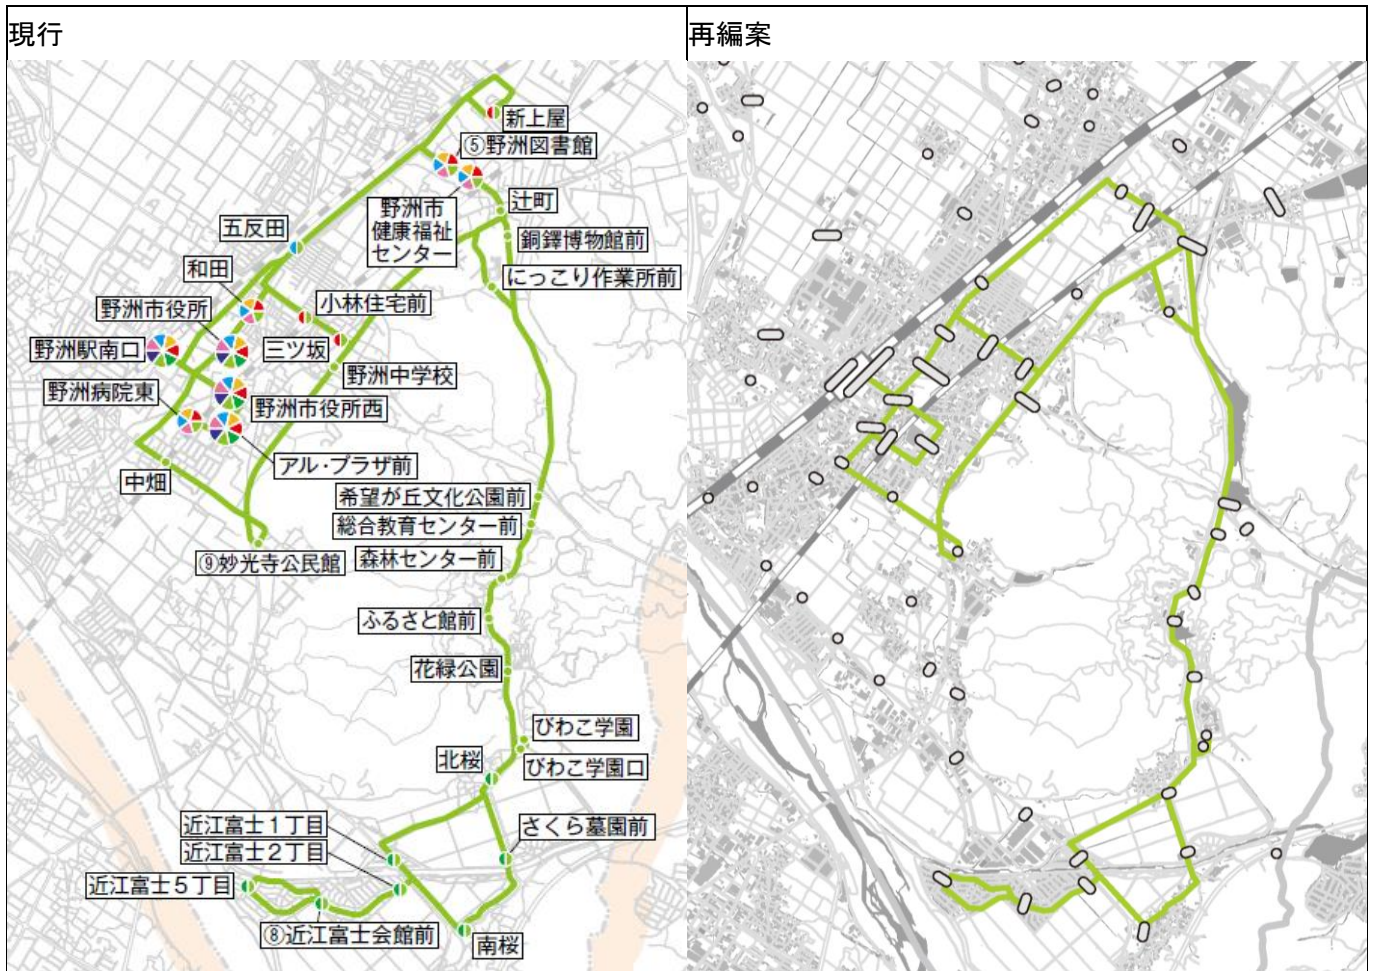 現行
再編案
新上屋
⑤野洲図書館
辻町
野洲市
健康福祉
センター
五反田
銅鐸博物館前
和田
にっこり作業所前
野洲市役所
小林住宅前
野洲駅南口
三ツ坂
野洲中学校
野洲病院東
野洲市役所西
アル・プラザ前
中畑
希望が丘文化公園前
総合教育センター前
森林センター前
⑨妙光寺公民館
ふるさと館前
花緑公園
びわこ学園
北桜
びわこ学園口
近江富士1丁目
さくら墓園前
近江富士2丁目
近江富士5丁目
⑧近江富士会館前
南桜